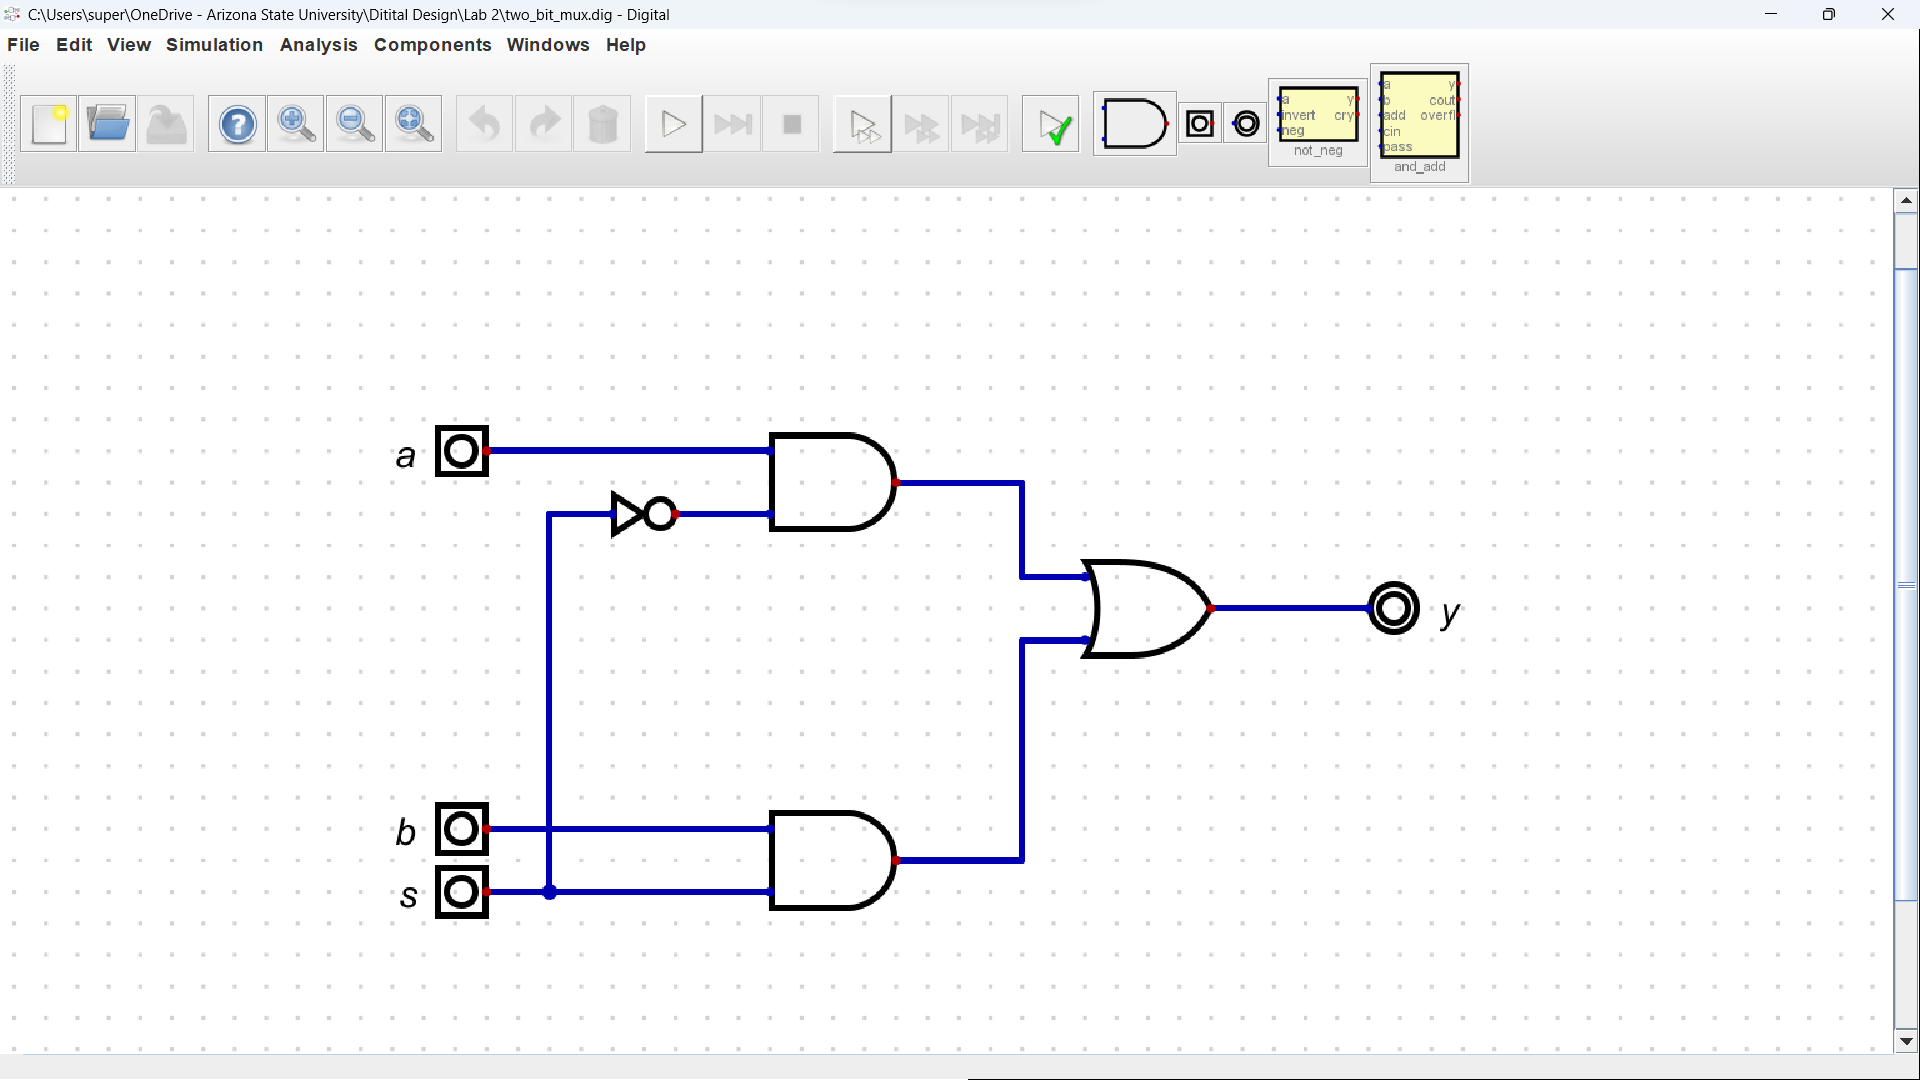 C:\Users\super\OneDrive - Arizona State University\Ditital Design\Lab 2\two_bit_mux.dig - Digital
File Edit View Simulation Analysis Components Windows Help
a y
invert cry
neg
not_neg
a y
b cout
add overfl
cin
pass
and_add
a
y
b
s